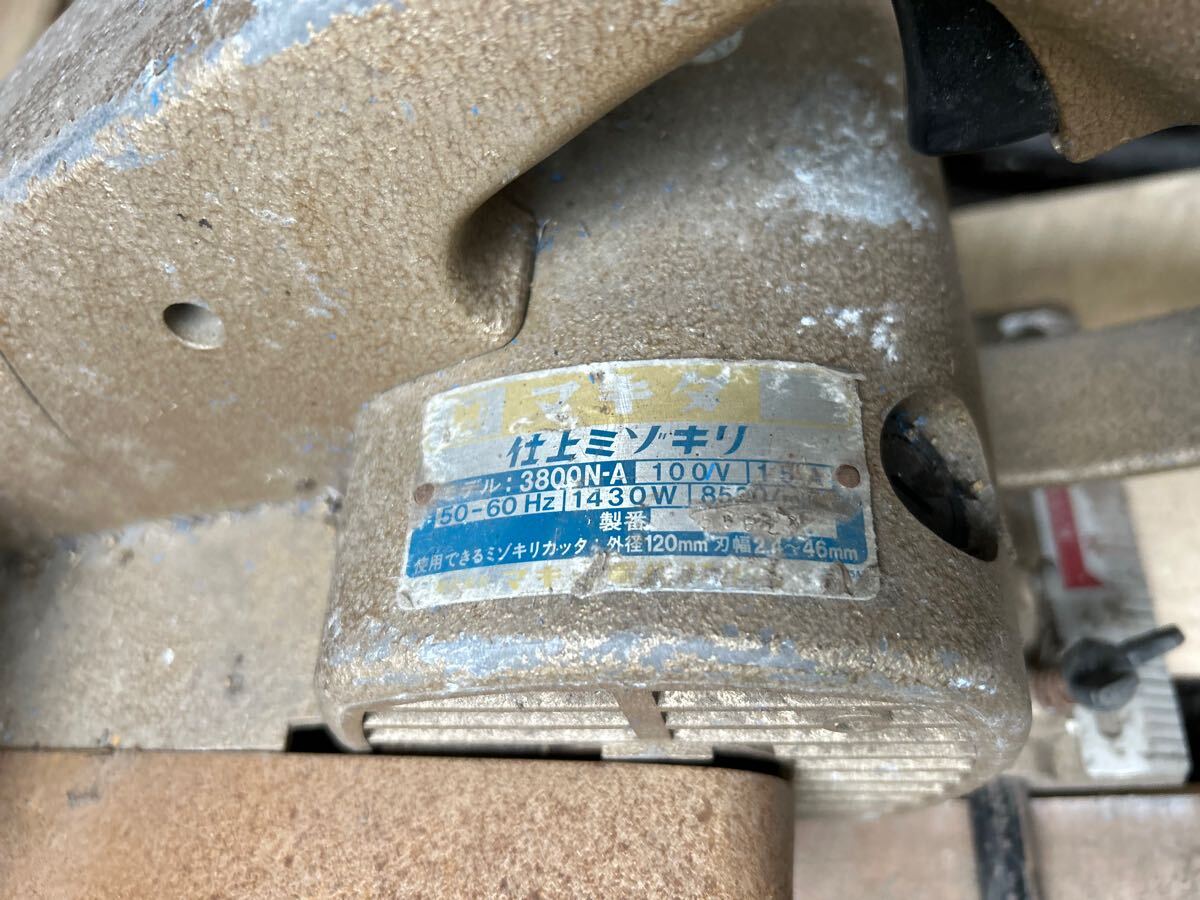 マキタ
仕上ミゾキリ
モデル:3800N-A 100V
50-60Hz 1430W
製番
使用できるミゾキリカッタ:外径120mm 刃幅2.4~46mm